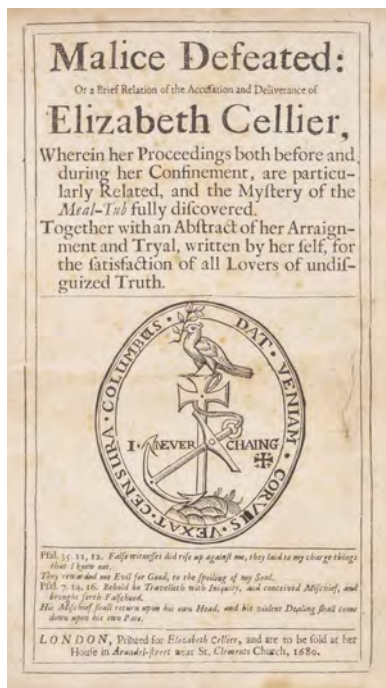 Malice Defeated:
Or a Brief Relation of the Accuſation and Deliverance of
Elizabeth Cellier,
Wherein her Proceedings both before and
during her Confinement, are particu-
larly Related, and the Myſtery of the
Meal-Tub fully diſcovered.
Together with an Abſtract of her Arraign-
ment and Tryal, written by her ſelf, for
the ſatisfaction of all Lovers of undiſ-
guized Truth.
DAT · VENIAM · CORVIS · VEXAT · CENSURA · COLUMBUS ·
I · NEVER CHAING
Pſal. 35. 11, 12. Falſe witneſſes did riſe up againſt me, they laid to my charge things
that I knew not.
They rewarded me Evil for Good, to the ſpoiling of my Soul.
Pſal. 7. 14, 16. Behold he Travelleth with Iniquity, and conceived Miſchief, and
brought forth Falſehood.
His Miſchief ſhall return upon his own Head, and his violent Dealing ſhall come
down upon his own Pate.
LONDON, Printed for Elizabeth Cellier, and are to be ſold at her
Houſe in Arundel-ſtreet near St. Clements Church, 1680.